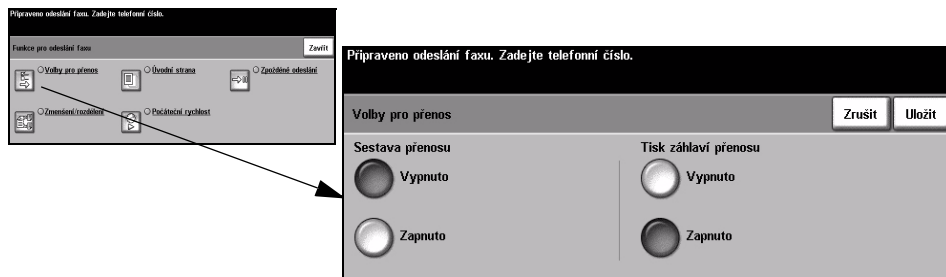 Připraveno odeslání faxu. Zadejte telefonní číslo.
Funkce pro odeslání faxu
Zavřít
Volby pro přenos
Úvodní strana
Zpožděné odeslání
Zmenšení/rozdělení
Počáteční rychlost
Připraveno odeslání faxu. Zadejte telefonní číslo.
Volby pro přenos
Zrušit
Uložit
Sestava přenosu
Tisk záhlaví přenosu
Vypnuto
Vypnuto
Zapnuto
Zapnuto